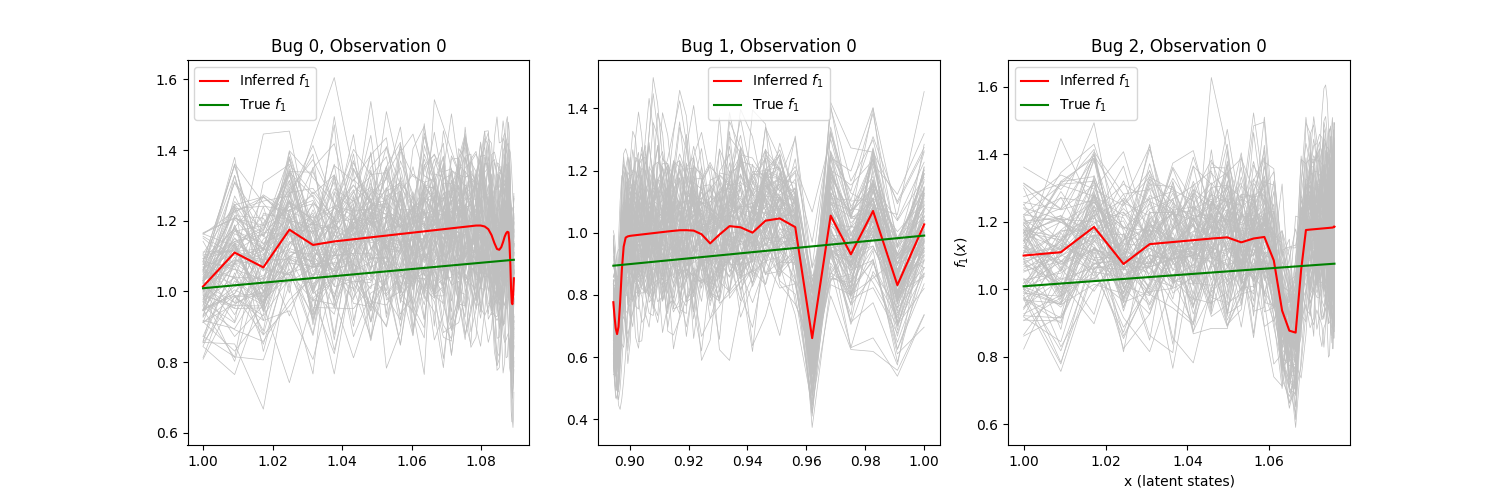 Bug 0, Observation 0
Inferred f₁
True f₁
1.6
1.4
1.2
1.0
0.8
0.6
1.00 1.02 1.04 1.06 1.08
Bug 1, Observation 0
Inferred f₁
True f₁
1.4
1.2
1.0
0.8
0.6
0.4
0.90 0.92 0.94 0.96 0.98 1.00
Bug 2, Observation 0
Inferred f₁
True f₁
f₁(x)
1.6
1.4
1.2
1.0
0.8
0.6
1.00 1.02 1.04 1.06
x (latent states)